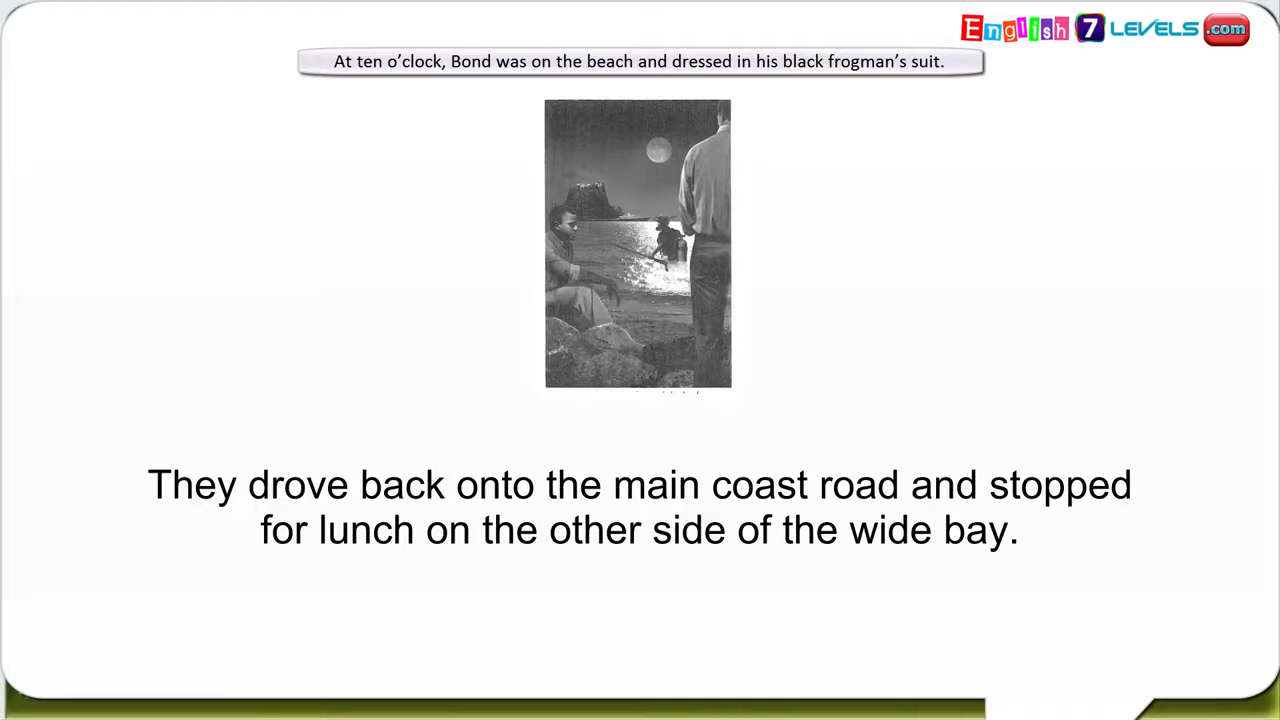 English 7 LEVELS .com
At ten o’clock, Bond was on the beach and dressed in his black frogman’s suit.
They drove back onto the main coast road and stopped
for lunch on the other side of the wide bay.